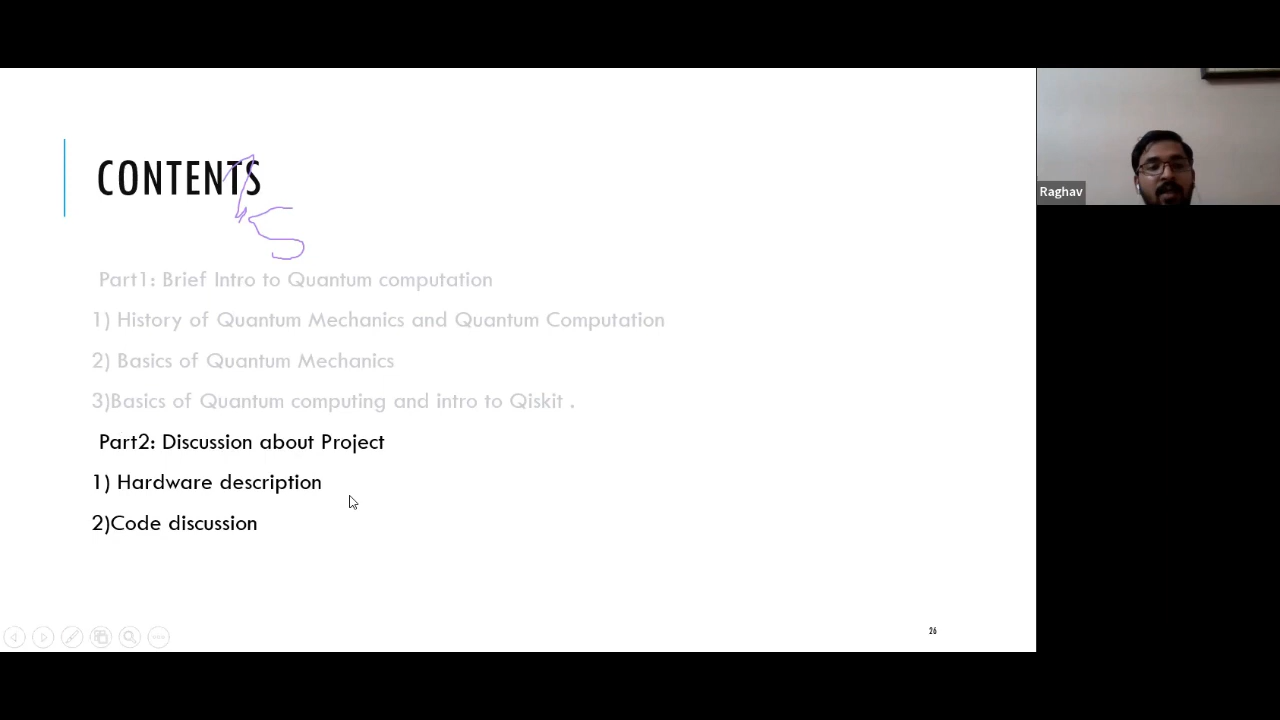 CONTENTS
Part1: Brief Intro to Quantum computation
1) History of Quantum Mechanics and Quantum Computation
2) Basics of Quantum Mechanics
3)Basics of Quantum computing and intro to Qiskit .
Part2: Discussion about Project
1) Hardware description
2)Code discussion
26
Raghav